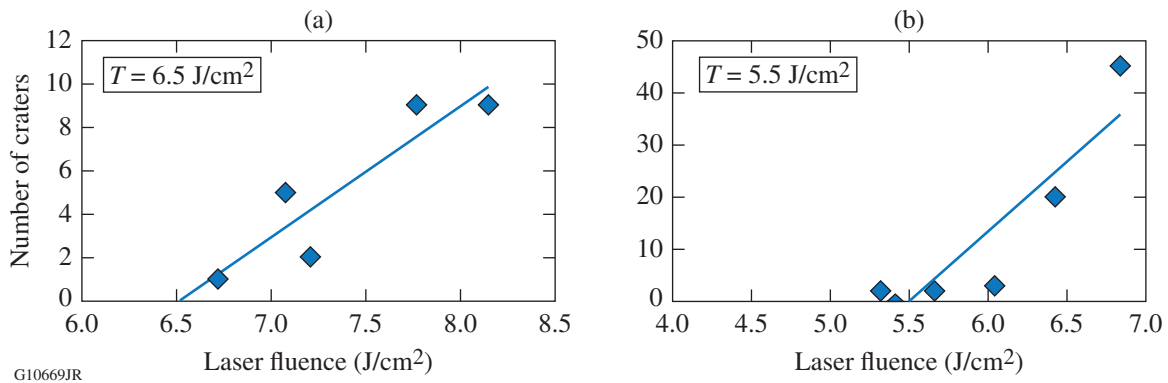 (a)
12
10
8
6
4
2
0
T = 6.5 J/cm²
Number of craters
6.0 6.5 7.0 7.5 8.0 8.5
Laser fluence (J/cm²)
(b)
50
40
30
20
10
0
T = 5.5 J/cm²
4.0 4.5 5.0 5.5 6.0 6.5 7.0
Laser fluence (J/cm²)
G10669JR